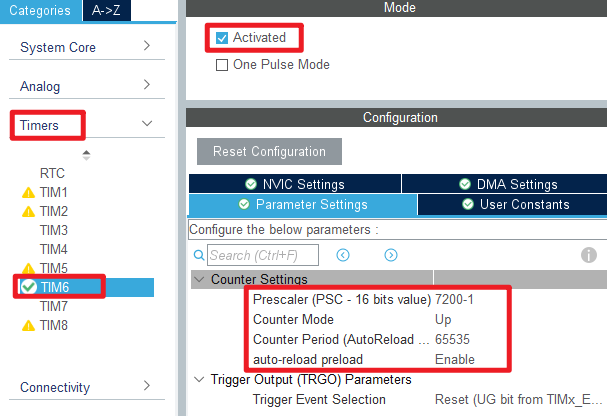 Categories A->Z
System Core
Analog
Timers
RTC
TIM1
TIM2
TIM3
TIM4
TIM5
TIM6
TIM7
TIM8
Connectivity
Mode
Activated
One Pulse Mode
Configuration
Reset Configuration
NVIC Settings DMA Settings
Parameter Settings User Constants
Configure the below parameters :
Search (Ctrl+F)
Counter Settings
Prescaler (PSC - 16 bits value) 7200-1
Counter Mode Up
Counter Period (AutoReload ... 65535
auto-reload preload Enable
Trigger Output (TRGO) Parameters
Trigger Event Selection Reset (UG bit from TIMx_E...